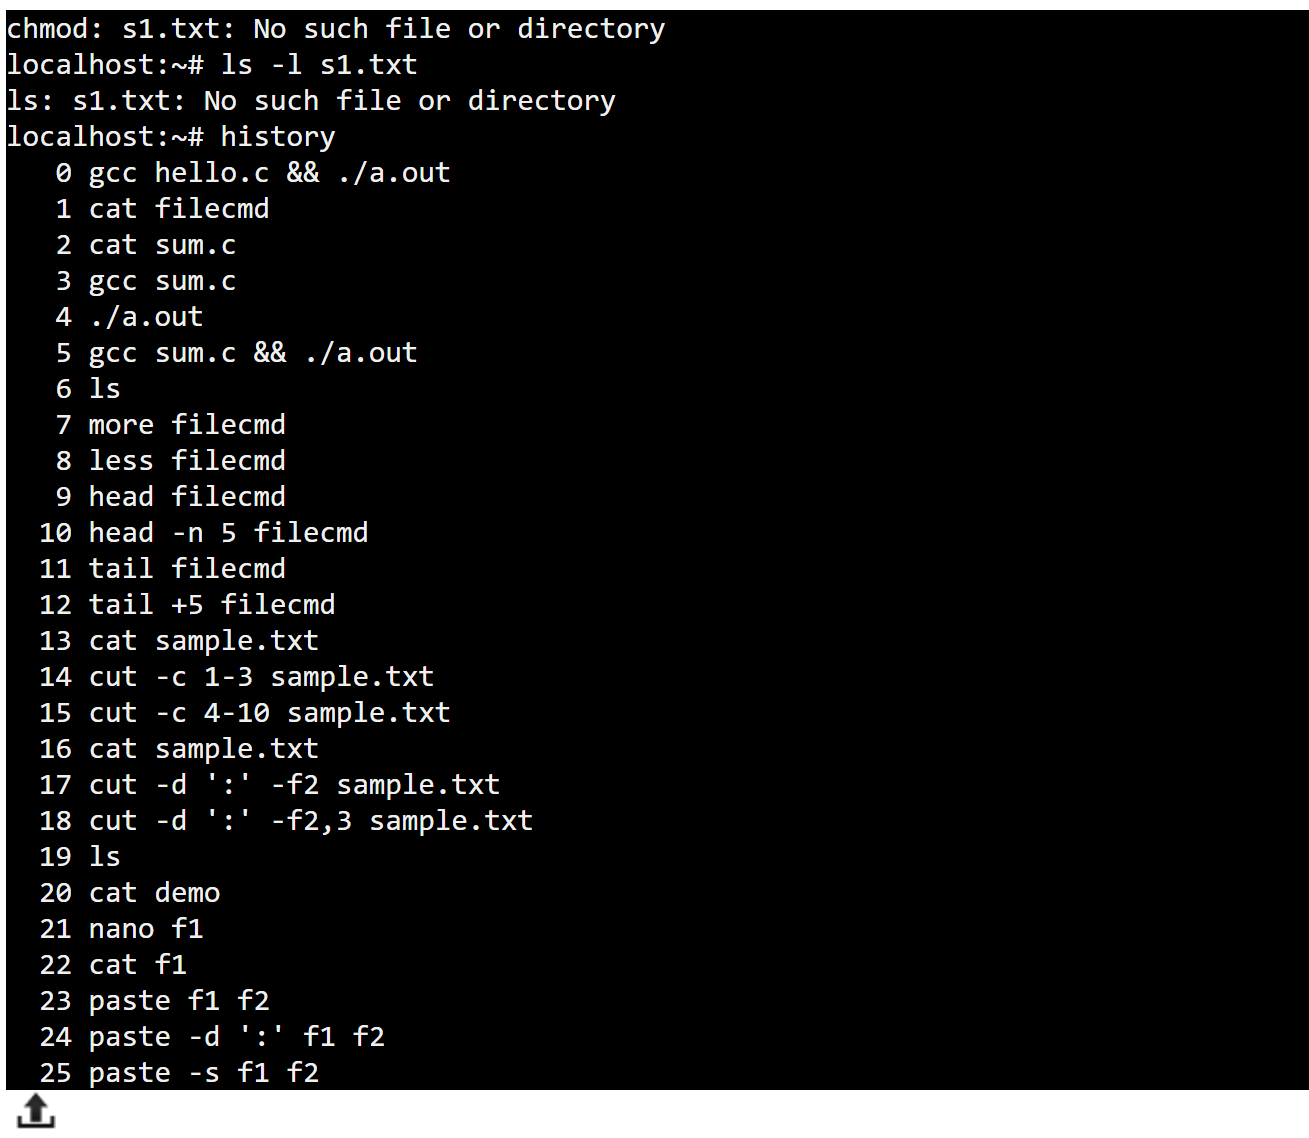 chmod: s1.txt: No such file or directory
localhost:~# ls -l s1.txt
ls: s1.txt: No such file or directory
localhost:~# history
   0 gcc hello.c && ./a.out
   1 cat filecmd
   2 cat sum.c
   3 gcc sum.c
   4 ./a.out
   5 gcc sum.c && ./a.out
   6 ls
   7 more filecmd
   8 less filecmd
   9 head filecmd
  10 head -n 5 filecmd
  11 tail filecmd
  12 tail +5 filecmd
  13 cat sample.txt
  14 cut -c 1-3 sample.txt
  15 cut -c 4-10 sample.txt
  16 cat sample.txt
  17 cut -d ':' -f2 sample.txt
  18 cut -d ':' -f2,3 sample.txt
  19 ls
  20 cat demo
  21 nano f1
  22 cat f1
  23 paste f1 f2
  24 paste -d ':' f1 f2
  25 paste -s f1 f2